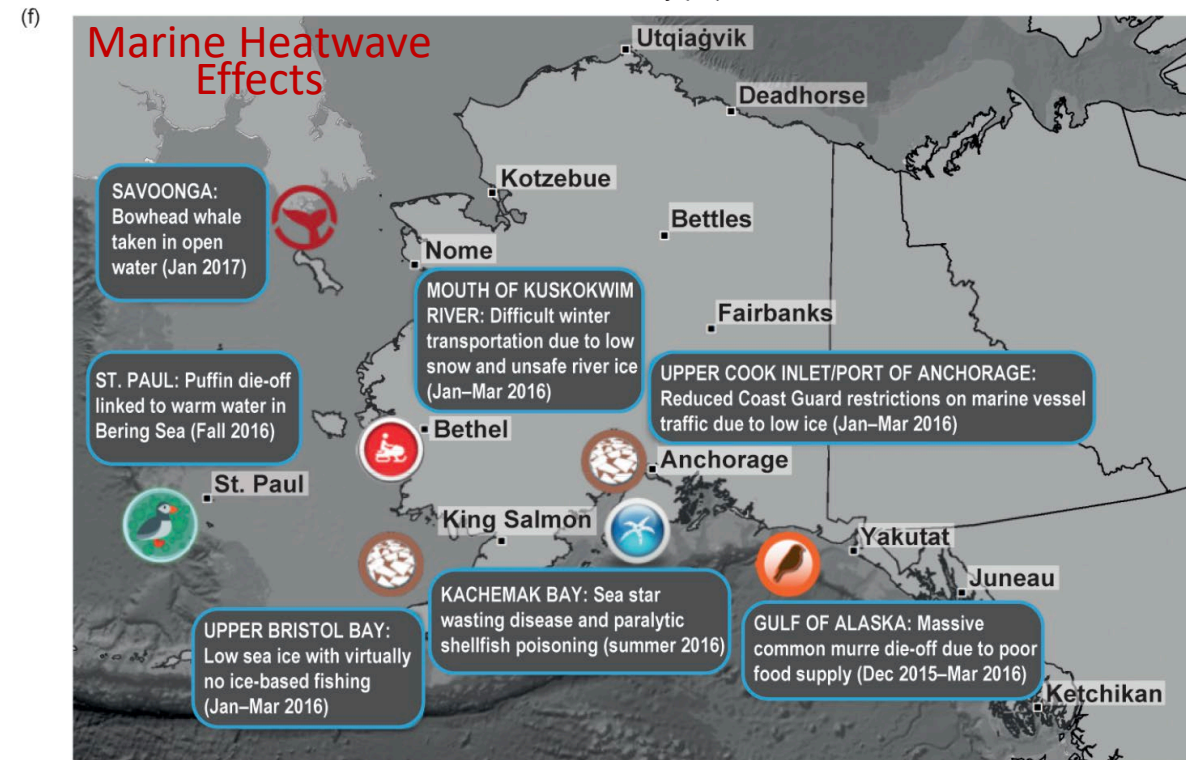 (f)
Marine Heatwave
Effects
Utqiaġvik
Deadhorse
SAVOONGA:
Bowhead whale
taken in open
water (Jan 2017)
Kotzebue
Bettles
Nome
MOUTH OF KUSKOKWIM
RIVER: Difficult winter
transportation due to low
snow and unsafe river ice
(Jan–Mar 2016)
Fairbanks
ST. PAUL: Puffin die-off
linked to warm water in
Bering Sea (Fall 2016)
UPPER COOK INLET/PORT OF ANCHORAGE:
Reduced Coast Guard restrictions on marine vessel
traffic due to low ice (Jan–Mar 2016)
Bethel
Anchorage
St. Paul
King Salmon
Yakutat
Juneau
KACHEMAK BAY: Sea star
wasting disease and paralytic
shellfish poisoning (summer 2016)
UPPER BRISTOL BAY:
Low sea ice with virtually
no ice-based fishing
(Jan–Mar 2016)
GULF OF ALASKA: Massive
common murre die-off due to poor
food supply (Dec 2015–Mar 2016)
Ketchikan